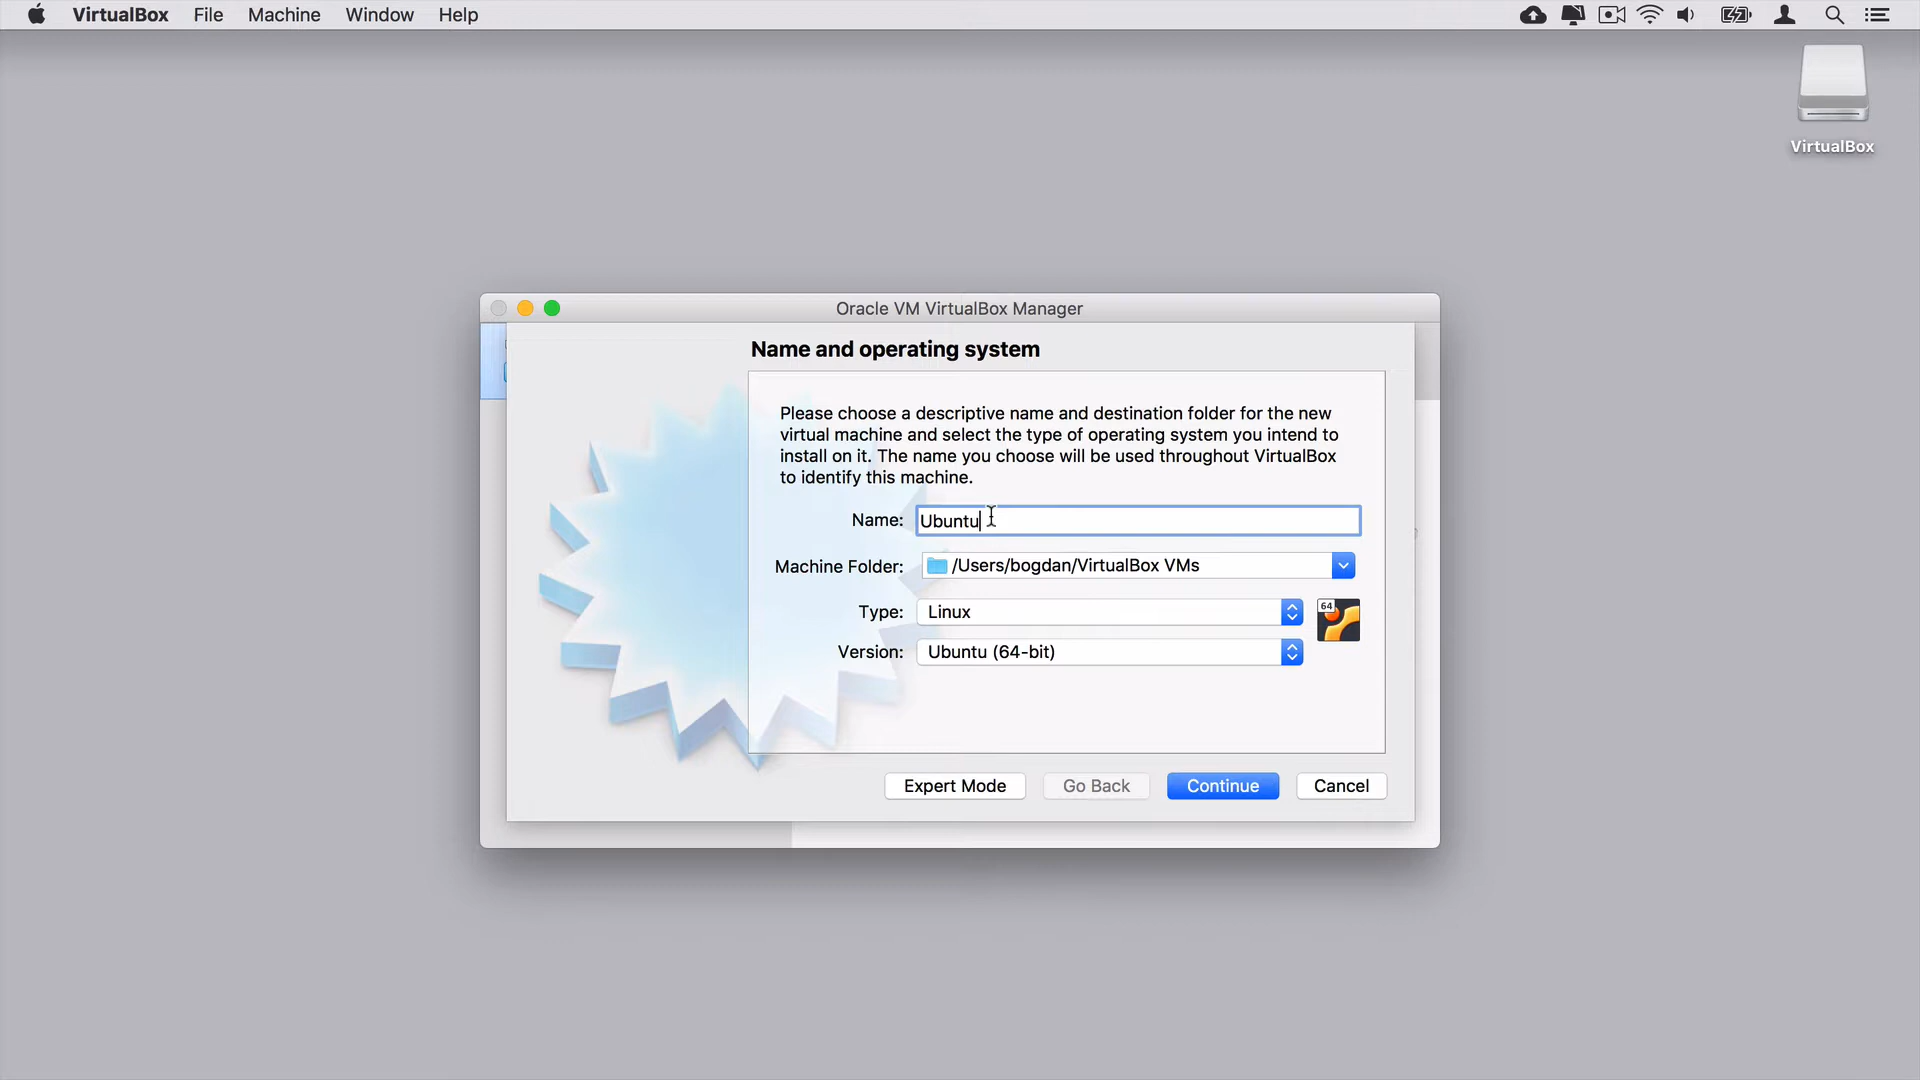 VirtualBox File Machine Window Help
VirtualBox
Oracle VM VirtualBox Manager
Name and operating system
Please choose a descriptive name and destination folder for the new
virtual machine and select the type of operating system you intend to
install on it. The name you choose will be used throughout VirtualBox
to identify this machine.
Name: Ubuntu
Machine Folder: /Users/bogdan/VirtualBox VMs
Type: Linux
64
Version: Ubuntu (64-bit)
Expert Mode Go Back Continue Cancel